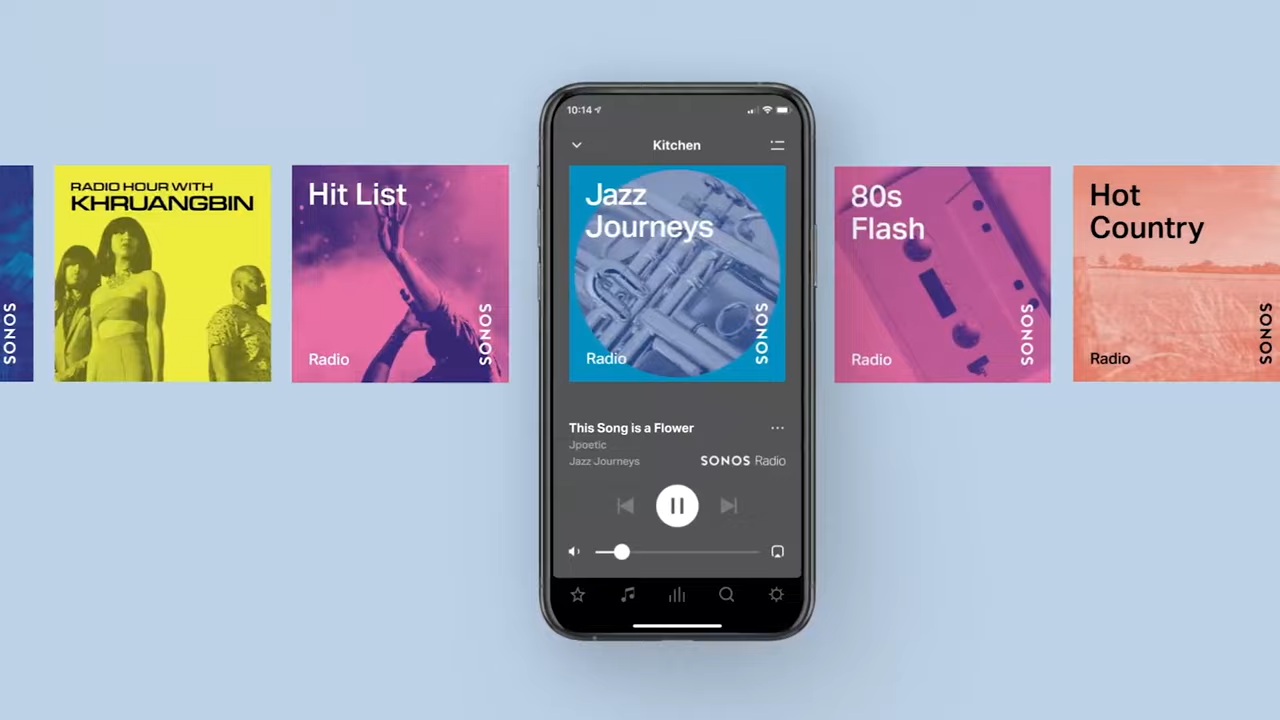 SONOS
RADIO HOUR WITH
KHRUANGBIN
Hit List
Radio
SONOS
10:14
Kitchen
Jazz
Journeys
Radio
SONOS
This Song is a Flower
Jpoetic
Jazz Journeys
SONOS Radio
80s
Flash
Radio
SONOS
Hot
Country
Radio
SONOS